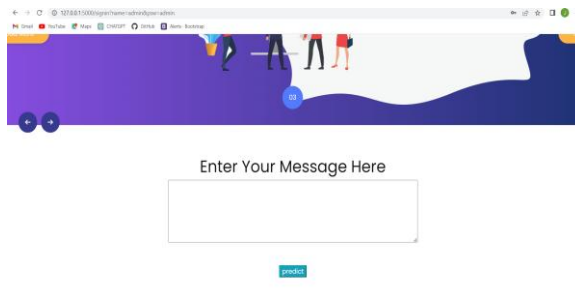 127.0.0.1:5000/signin?name=admin&psw=admin
Gmail YouTube Maps CHATGPT GitHub Alerts · Bootstrap
03
Enter Your Message Here
predict